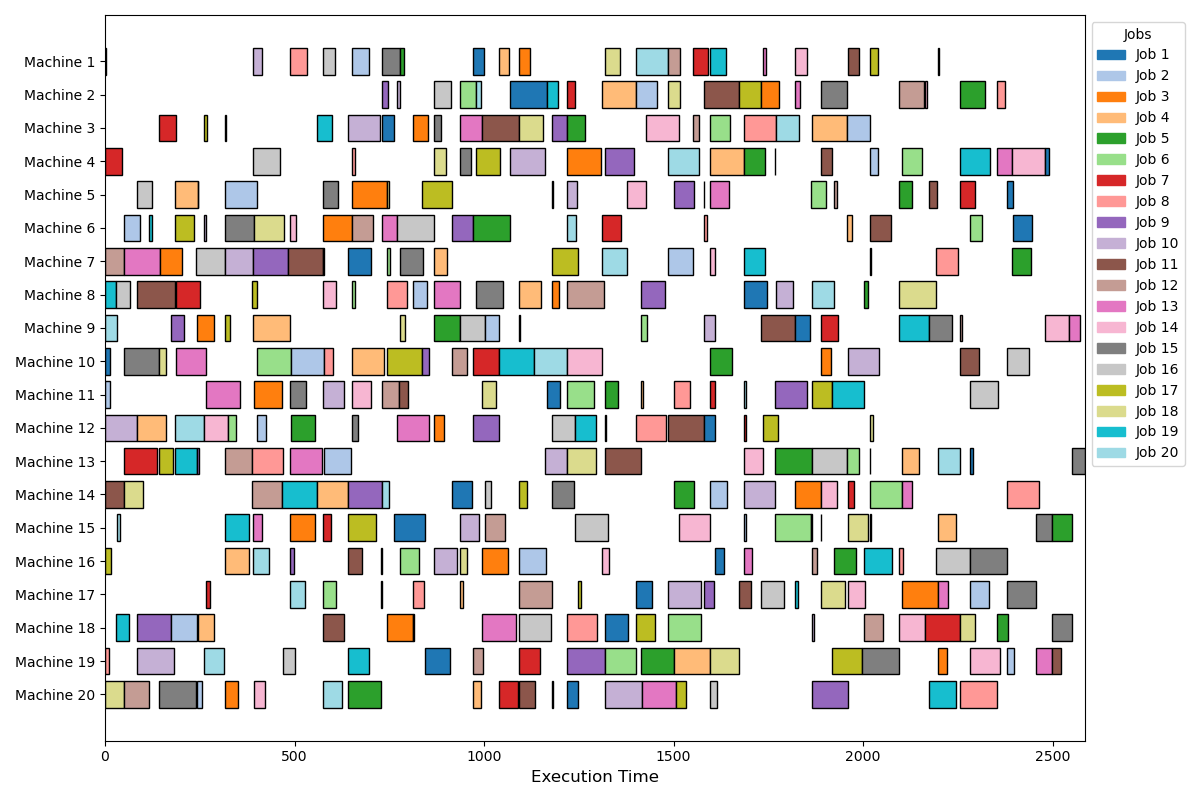 Machine 1
Machine 2
Machine 3
Machine 4
Machine 5
Machine 6
Machine 7
Machine 8
Machine 9
Machine 10
Machine 11
Machine 12
Machine 13
Machine 14
Machine 15
Machine 16
Machine 17
Machine 18
Machine 19
Machine 20
0 500 1000 1500 2000 2500
Execution Time
Jobs
Job 1
Job 2
Job 3
Job 4
Job 5
Job 6
Job 7
Job 8
Job 9
Job 10
Job 11
Job 12
Job 13
Job 14
Job 15
Job 16
Job 17
Job 18
Job 19
Job 20